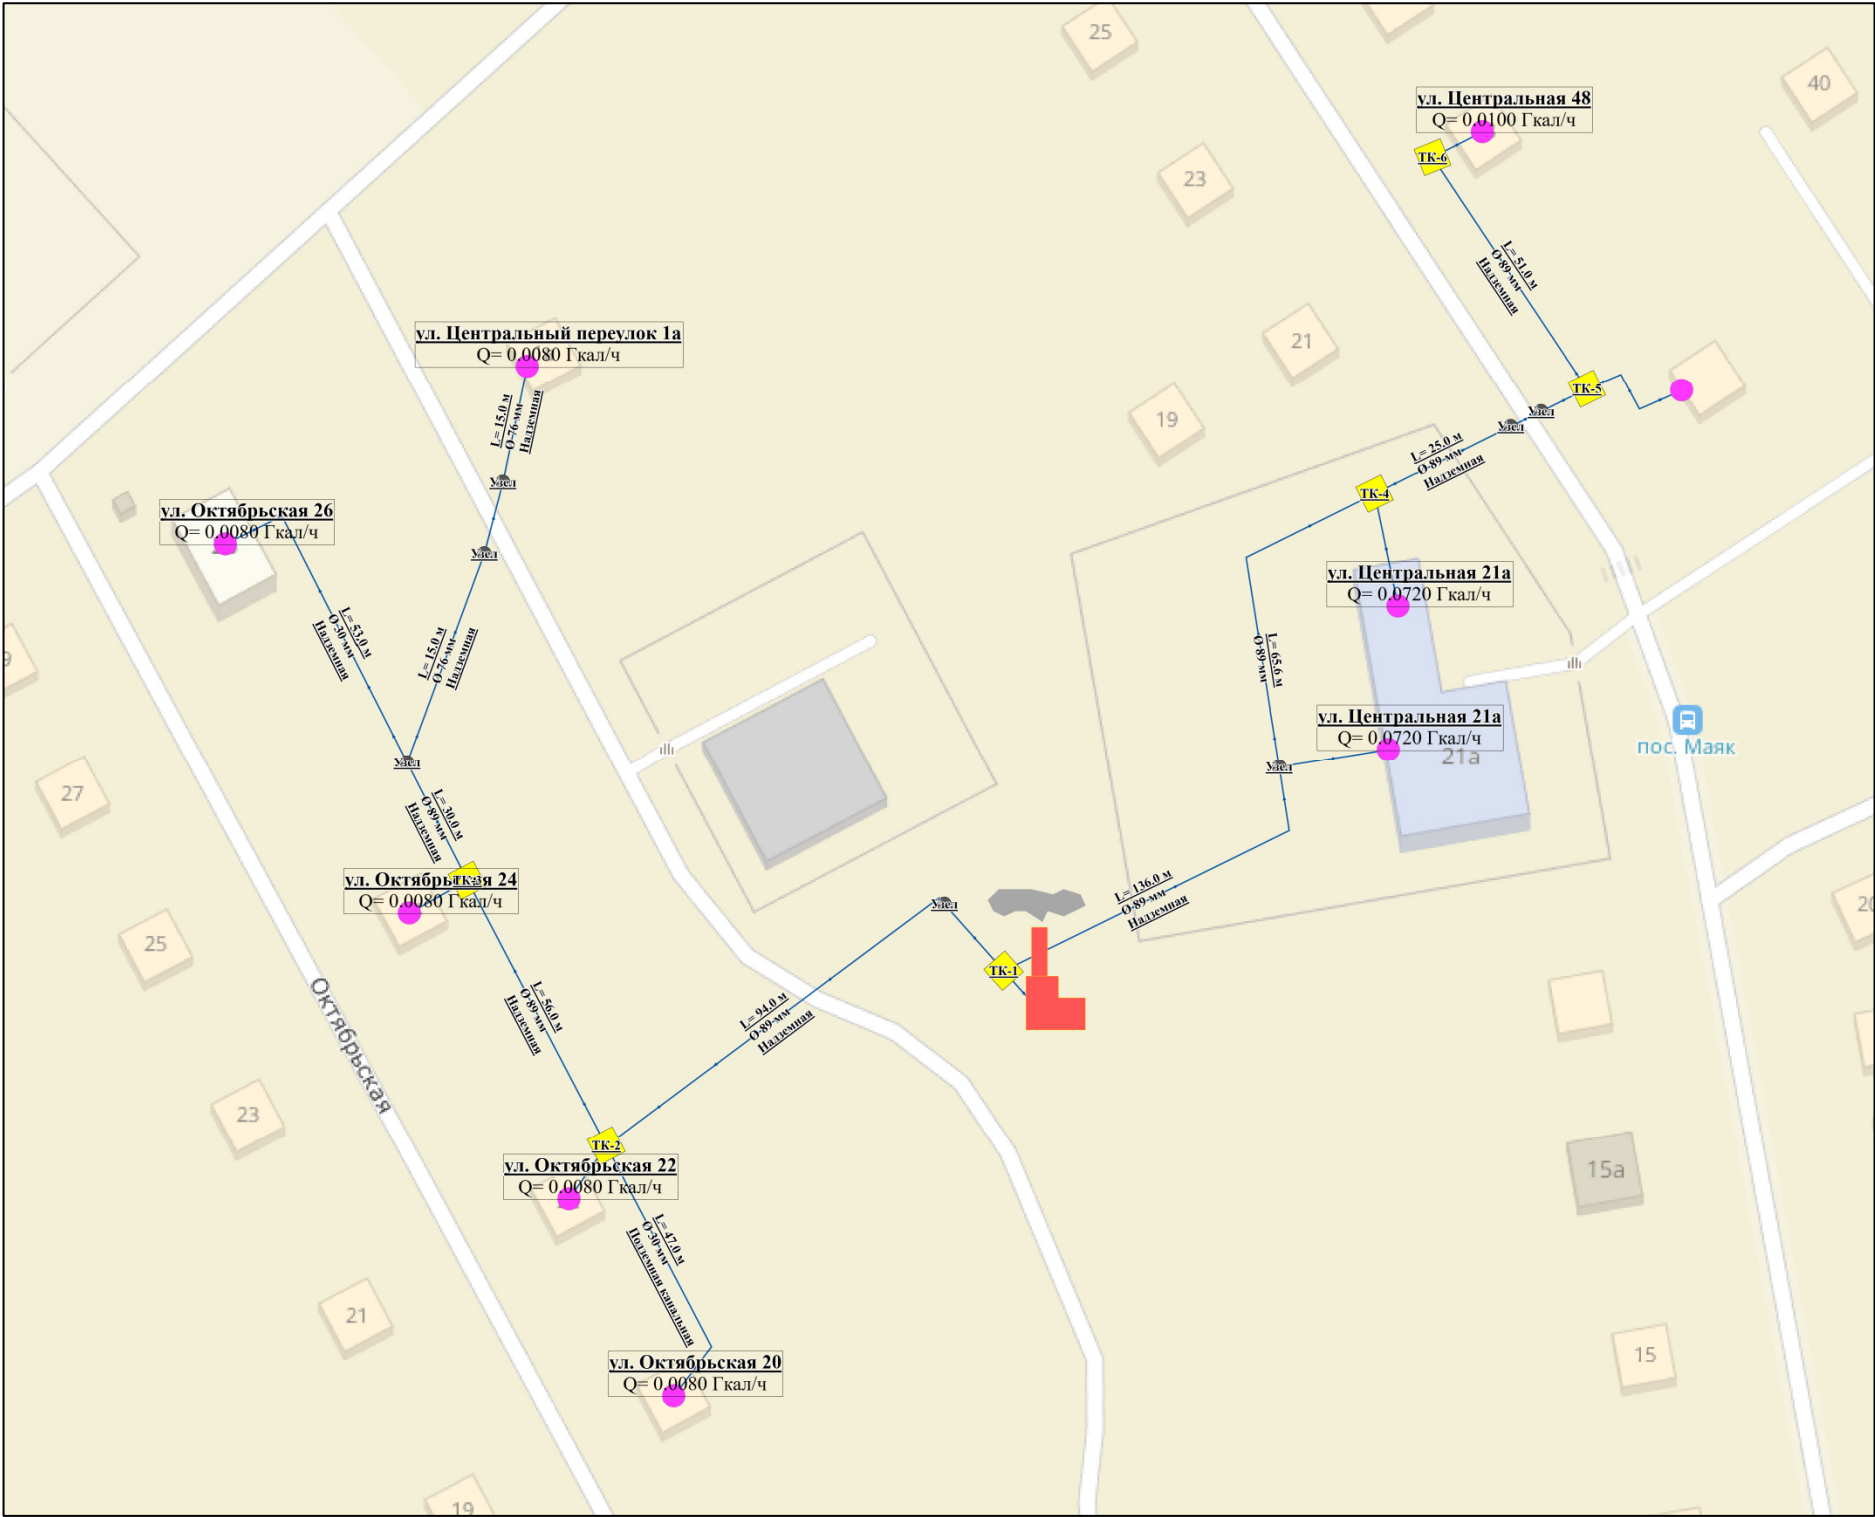 25
40
ул. Центральная 48
Q= 0.0100 Гкал/ч
ТК-6
23
L= 51.0 м
Ø-89-мм
Надземная
ул. Центральный переулок 1а
Q= 0.0080 Гкал/ч
21
ТК-5
L= 15.0 м
Ø-76-мм
Надземная
19
Узел
Узел
L= 25.0 м
Ø-89-мм
Надземная
Узел
ТК-4
ул. Октябрьская 26
Q= 0.0080 Гкал/ч
Узел
ул. Центральная 21а
Q= 0.0720 Гкал/ч
L= 53.0 м
Ø-30-мм
Надземная
L= 15.0 м
Ø-76-мм
Надземная
L= 65.6 м
Ø-89-мм
ул. Центральная 21а
Q= 0.0720 Гкал/ч
21а
пос. Маяк
Узел
Узел
27
L= 30.0 м
Ø-89-мм
Надземная
ул. Октябрьская 24
Q= 0.0080 Гкал/ч
L= 136.0 м
Ø-89-мм
Надземная
Узел
25
ТК-1
L= 56.0 м
Ø-89-мм
Надземная
L= 94.0 м
Ø-89-мм
Надземная
Октябрьская
23
ТК-2
ул. Октябрьская 22
Q= 0.0080 Гкал/ч
15а
L= 47.0 м
Ø-30-мм
Подземная канальная
21
15
ул. Октябрьская 20
Q= 0.0080 Гкал/ч
19